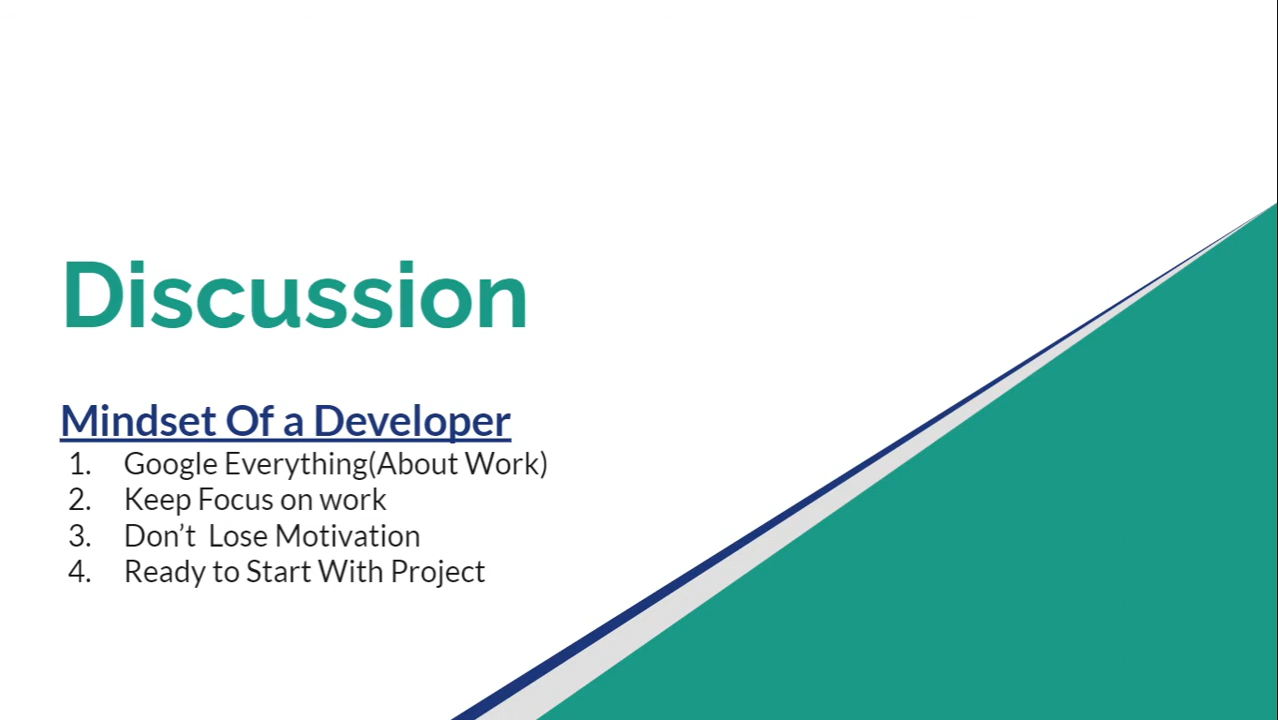 Discussion
Mindset Of a Developer
1. Google Everything(About Work)
2. Keep Focus on work
3. Don’t  Lose Motivation
4. Ready to Start With Project